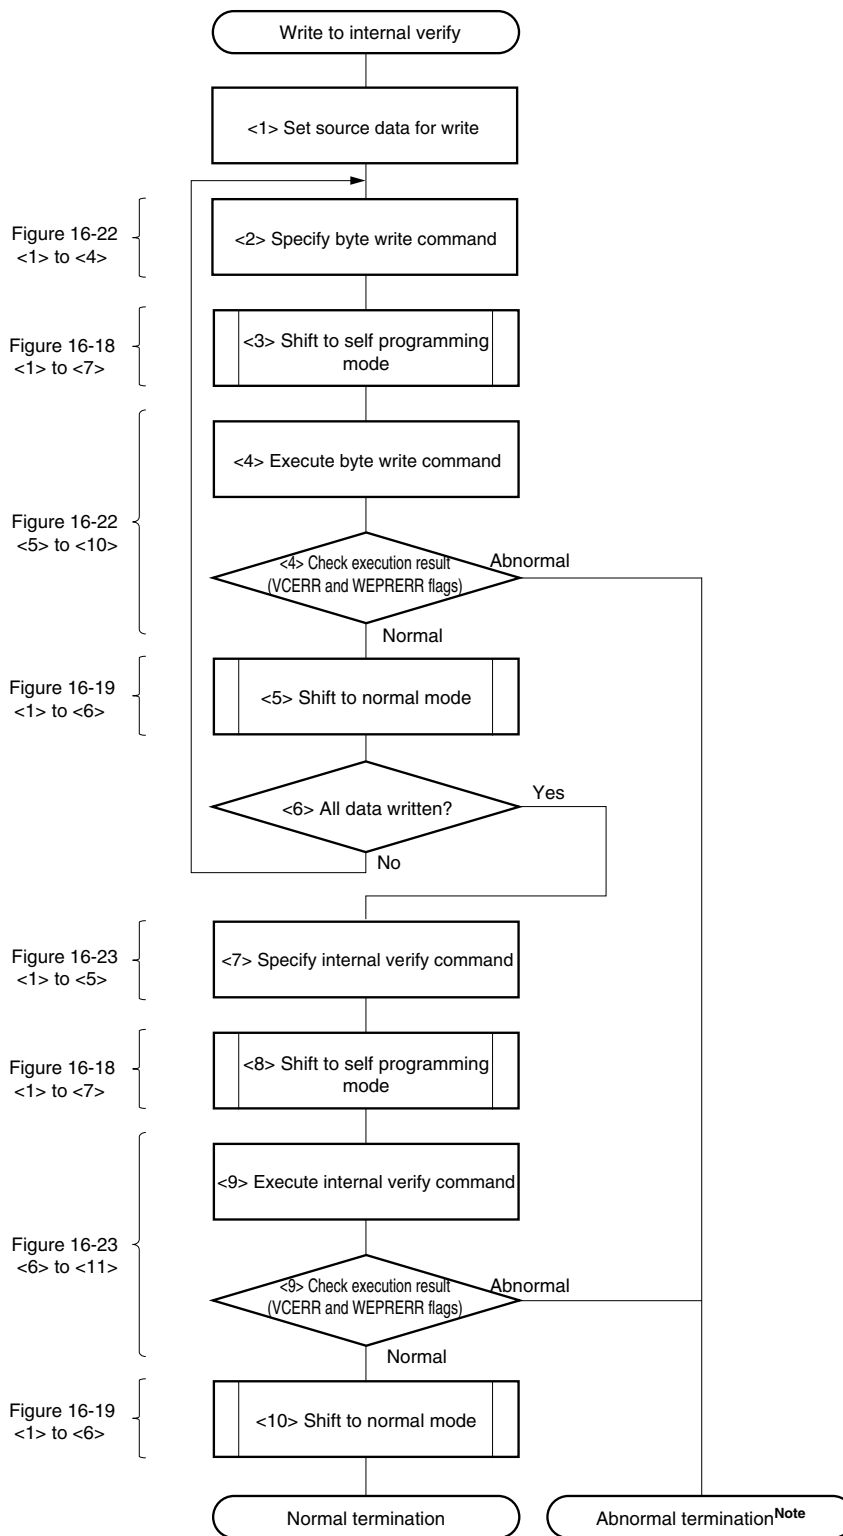 Write to internal verify
<1> Set source data for write
Figure 16-22
<1> to <4>
<2> Specify byte write command
Figure 16-18
<1> to <7>
<3> Shift to self programming
mode
<4> Execute byte write command
Figure 16-22
<5> to <10>
<4> Check execution result
(VCERR and WEPRERR flags)
Abnormal
Normal
Figure 16-19
<1> to <6>
<5> Shift to normal mode
<6> All data written?
Yes
No
Figure 16-23
<1> to <5>
<7> Specify internal verify command
Figure 16-18
<1> to <7>
<8> Shift to self programming
mode
<9> Execute internal verify command
Figure 16-23
<6> to <11>
<9> Check execution result
(VCERR and WEPRERR flags)
Abnormal
Normal
Figure 16-19
<1> to <6>
<10> Shift to normal mode
Normal termination
Abnormal termination Note